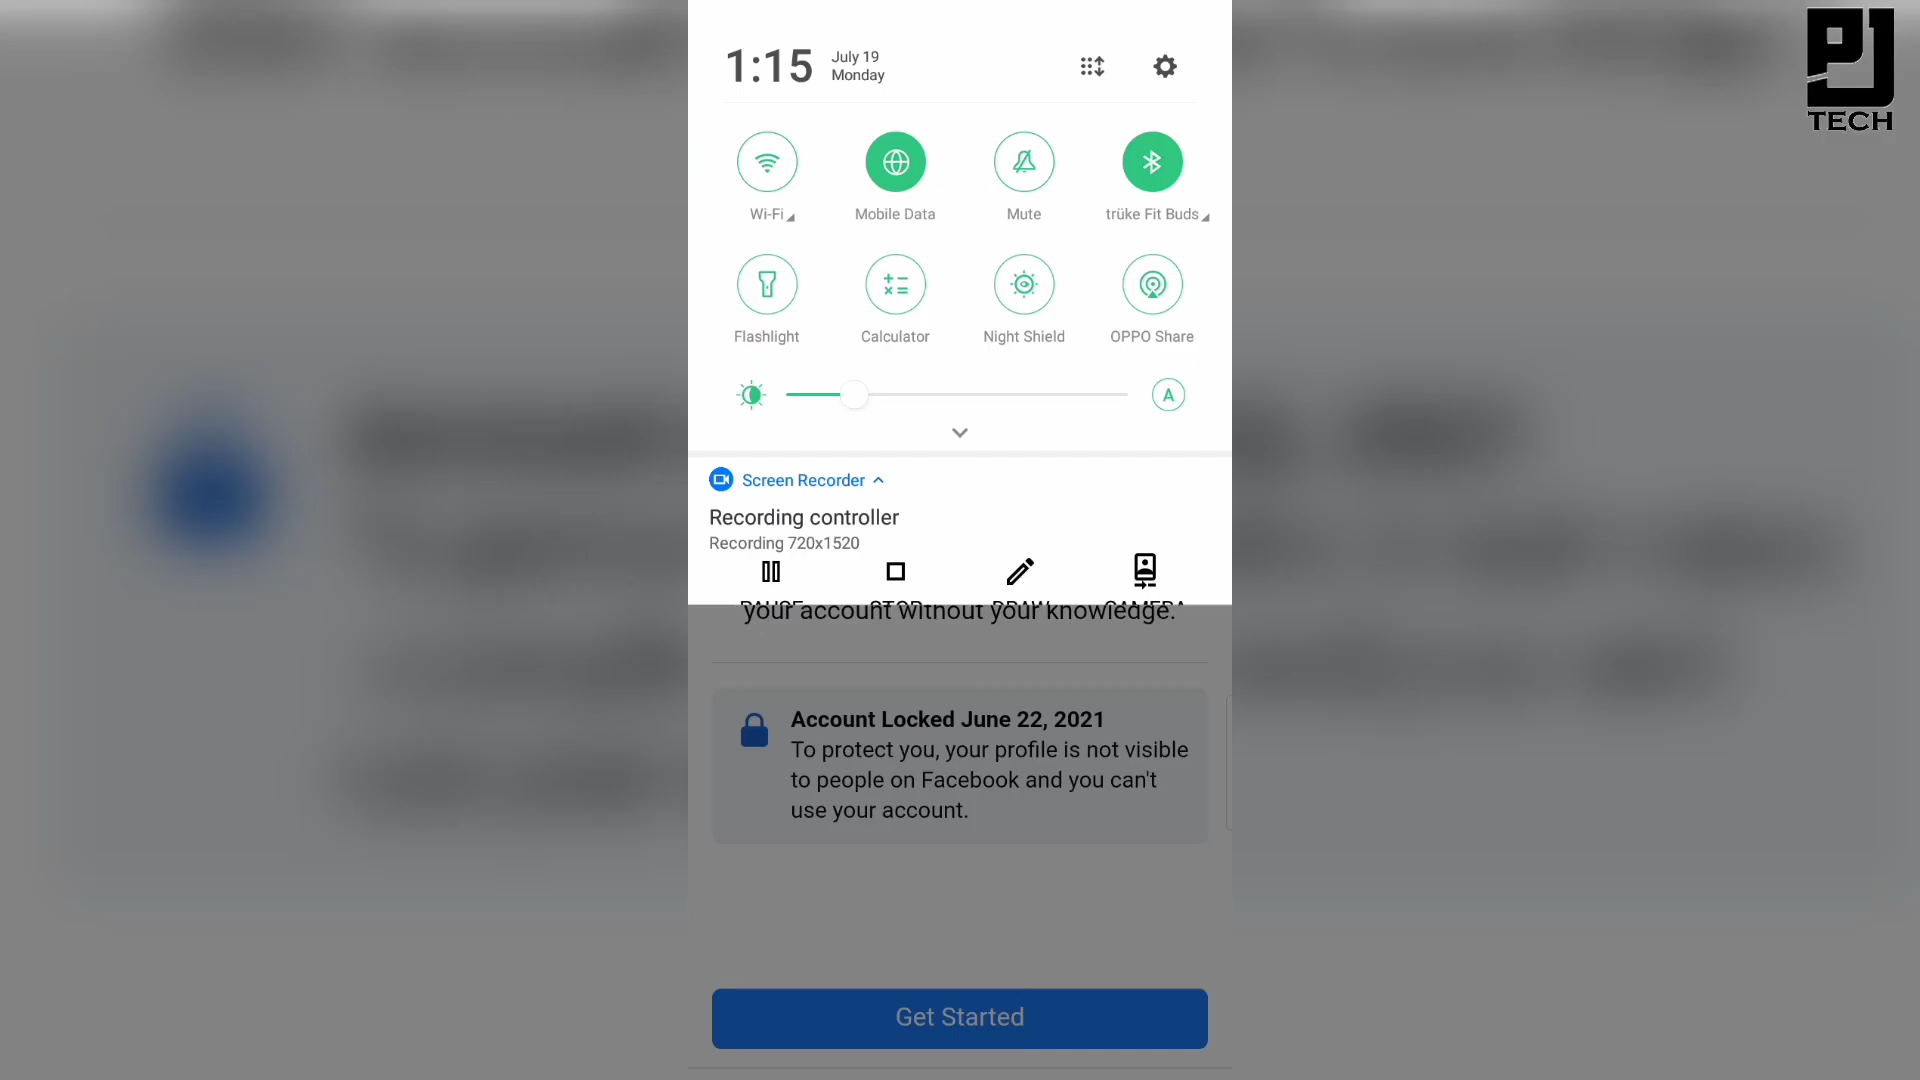 1:15
July 19
Monday
PJ
TECH
Wi-Fi
Mobile Data
Mute
trüke Fit Buds
Flashlight
Calculator
Night Shield
OPPO Share
A
Screen Recorder
Recording controller
Recording 720x1520
PAUSE STOP DRAW CAMERA
your account without your knowledge.
Account Locked June 22, 2021
To protect you, your profile is not visible
to people on Facebook and you can't
use your account.
Get Started